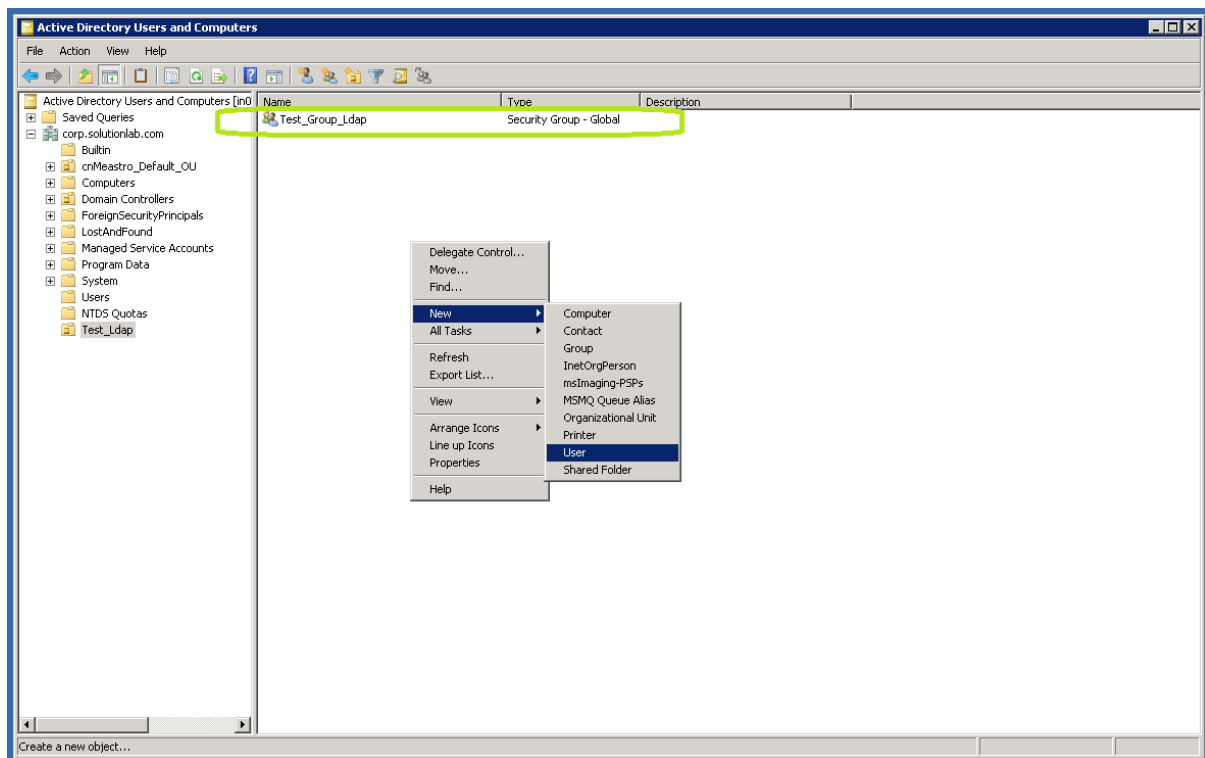 Active Directory Users and Computers
File Action View Help
Active Directory Users and Computers [in0
Saved Queries
corp.solutionlab.com
Builtin
cnMeastro_Default_OU
Computers
Domain Controllers
ForeignSecurityPrincipals
LostAndFound
Managed Service Accounts
Program Data
System
Users
NTDS Quotas
Test_Ldap
Name Type Description
Test_Group_Ldap Security Group - Global
Delegate Control...
Move...
Find...
New
All Tasks
Refresh
Export List...
View
Arrange Icons
Line up Icons
Properties
Help
Computer
Contact
Group
InetOrgPerson
msImaging-PSPs
MSMQ Queue Alias
Organizational Unit
Printer
User
Shared Folder
Create a new object...